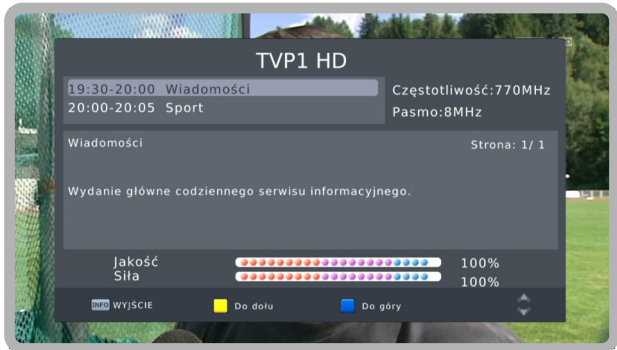 TVP1 HD
19:30-20:00 Wiadomości
20:00-20:05 Sport
Częstotliwość:770MHz
Pasmo:8MHz
Wiadomości
Strona: 1/ 1
Wydanie główne codziennego serwisu informacyjnego.
Jakość 100%
Siła 100%
INFO WYJŚCIE Do dołu Do góry